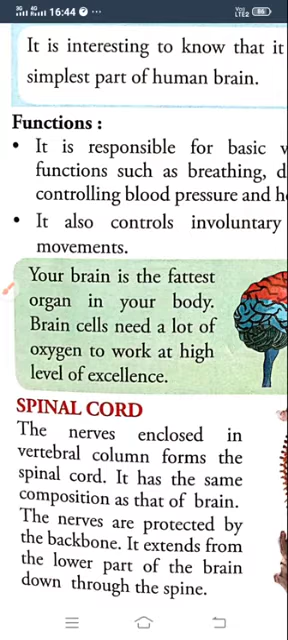 16:44
It is interesting to know that it
simplest part of human brain.
Functions :
• It is responsible for basic
functions such as breathing,
controlling blood pressure and
• It also controls involuntary
movements.
Your brain is the fattest
organ in your body.
Brain cells need a lot of
oxygen to work at high
level of excellence.
SPINAL CORD
The nerves enclosed in
vertebral column forms the
spinal cord. It has the same
composition as that of brain.
The nerves are protected by
the backbone. It extends from
the lower part of the brain
down through the spine.